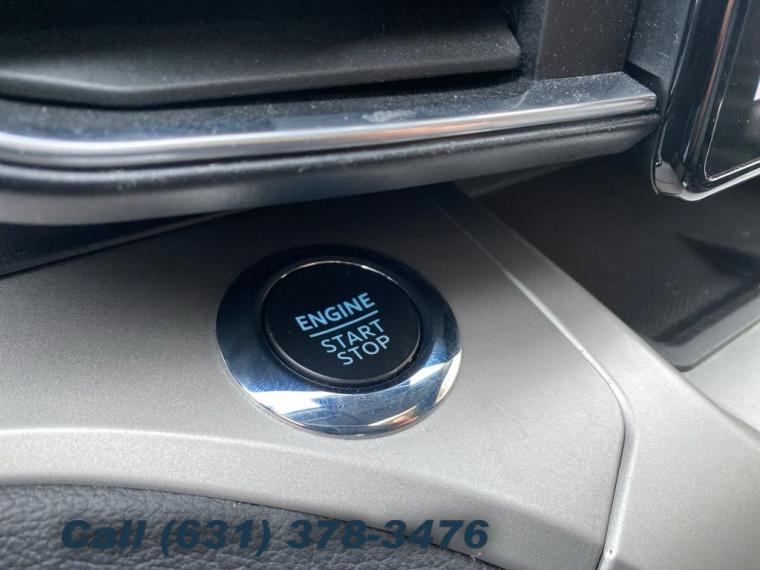 ENGINE
START
STOP
Call (631) 378-3476